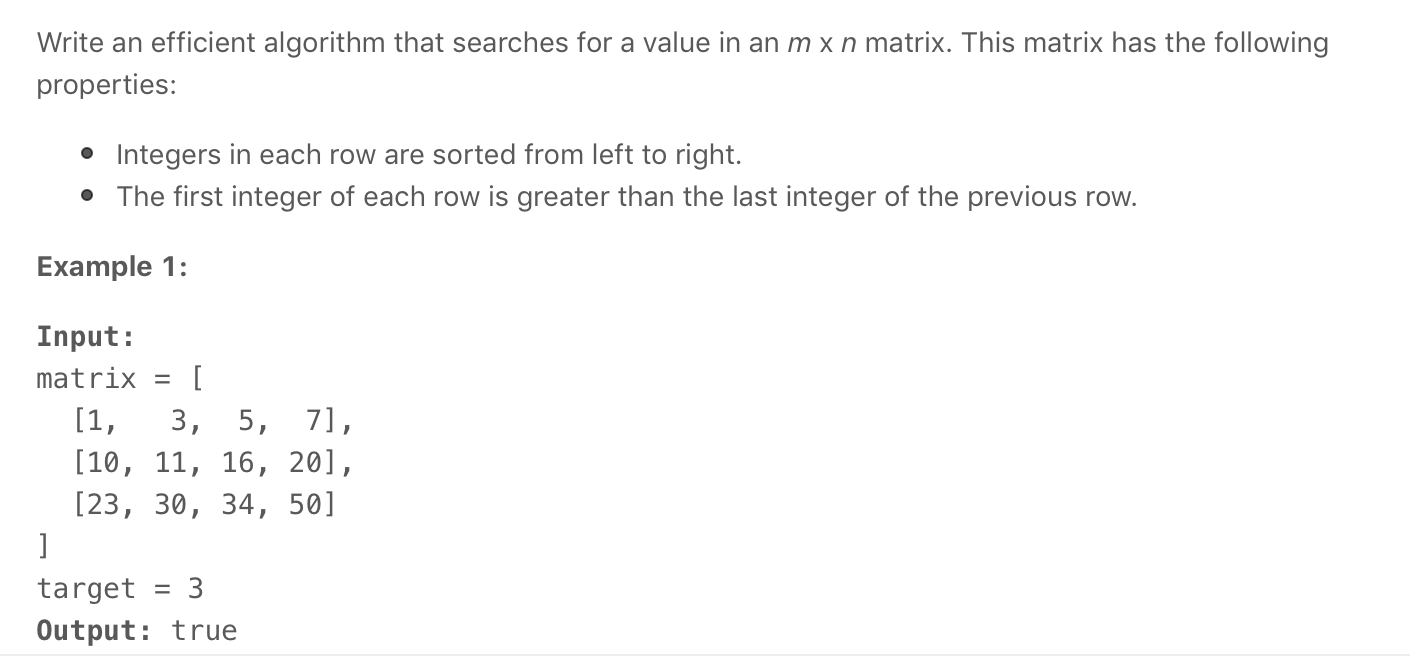 Write an efficient algorithm that searches for a value in an m x n matrix. This matrix has the following
properties:
• Integers in each row are sorted from left to right.
• The first integer of each row is greater than the last integer of the previous row.
Example 1:
Input:
matrix = [
  [1,   3,  5,  7],
  [10, 11, 16, 20],
  [23, 30, 34, 50]
]
target = 3
Output: true